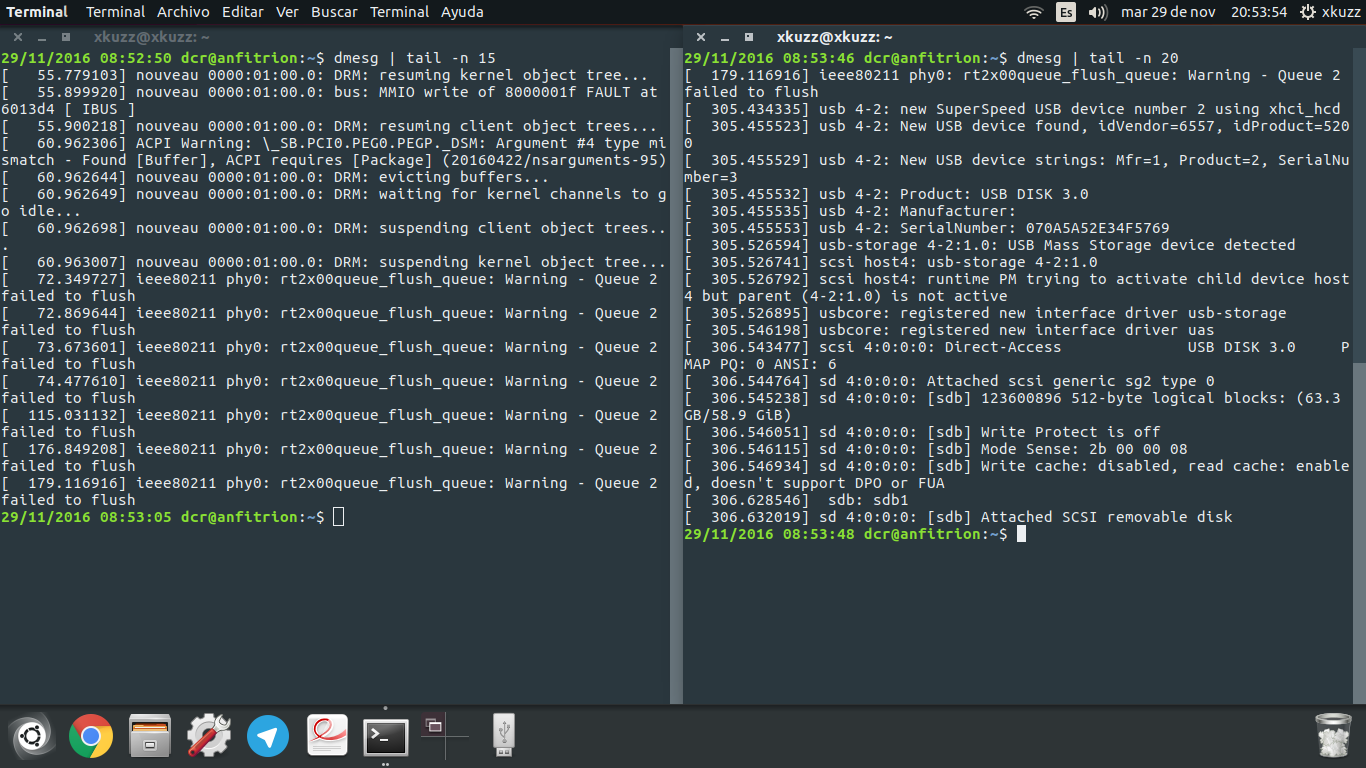 Terminal Terminal Archivo Editar Ver Buscar Terminal Ayuda
Es mar 29 de nov 20:53:54 xkuzz
xkuzz@xkuzz: ~
29/11/2016 08:52:50 dcr@anfitrion:~$ dmesg | tail -n 15
[   55.779103] nouveau 0000:01:00.0: DRM: resuming kernel object tree...
[   55.899920] nouveau 0000:01:00.0: bus: MMIO write of 8000001f FAULT at
6013d4 [ IBUS ]
[   55.900218] nouveau 0000:01:00.0: DRM: resuming client object trees...
[   60.962306] ACPI Warning: \_SB.PCI0.PEG0.PEGP._DSM: Argument #4 type mi
smatch - Found [Buffer], ACPI requires [Package] (20160422/nsarguments-95)
[   60.962644] nouveau 0000:01:00.0: DRM: evicting buffers...
[   60.962649] nouveau 0000:01:00.0: DRM: waiting for kernel channels to g
o idle...
[   60.962698] nouveau 0000:01:00.0: DRM: suspending client object trees..
.
[   60.963007] nouveau 0000:01:00.0: DRM: suspending kernel object tree...
[   72.349727] ieee80211 phy0: rt2x00queue_flush_queue: Warning - Queue 2
failed to flush
[   72.869644] ieee80211 phy0: rt2x00queue_flush_queue: Warning - Queue 2
failed to flush
[   73.673601] ieee80211 phy0: rt2x00queue_flush_queue: Warning - Queue 2
failed to flush
[   74.477610] ieee80211 phy0: rt2x00queue_flush_queue: Warning - Queue 2
failed to flush
[  115.031132] ieee80211 phy0: rt2x00queue_flush_queue: Warning - Queue 2
failed to flush
[  176.849208] ieee80211 phy0: rt2x00queue_flush_queue: Warning - Queue 2
failed to flush
[  179.116916] ieee80211 phy0: rt2x00queue_flush_queue: Warning - Queue 2
failed to flush
29/11/2016 08:53:05 dcr@anfitrion:~$
xkuzz@xkuzz: ~
29/11/2016 08:53:46 dcr@anfitrion:~$ dmesg | tail -n 20
[  179.116916] ieee80211 phy0: rt2x00queue_flush_queue: Warning - Queue 2
failed to flush
[  305.434335] usb 4-2: new SuperSpeed USB device number 2 using xhci_hcd
[  305.455523] usb 4-2: New USB device found, idVendor=6557, idProduct=520
0
[  305.455529] usb 4-2: New USB device strings: Mfr=1, Product=2, SerialNu
mber=3
[  305.455532] usb 4-2: Product: USB DISK 3.0
[  305.455535] usb 4-2: Manufacturer:
[  305.455553] usb 4-2: SerialNumber: 070A5A52E34F5769
[  305.526594] usb-storage 4-2:1.0: USB Mass Storage device detected
[  305.526741] scsi host4: usb-storage 4-2:1.0
[  305.526792] scsi host4: runtime PM trying to activate child device host
4 but parent (4-2:1.0) is not active
[  305.526895] usbcore: registered new interface driver usb-storage
[  305.546198] usbcore: registered new interface driver uas
[  306.543477] scsi 4:0:0:0: Direct-Access              USB DISK 3.0     P
MAP PQ: 0 ANSI: 6
[  306.544764] sd 4:0:0:0: Attached scsi generic sg2 type 0
[  306.545238] sd 4:0:0:0: [sdb] 123600896 512-byte logical blocks: (63.3
GB/58.9 GiB)
[  306.546051] sd 4:0:0:0: [sdb] Write Protect is off
[  306.546115] sd 4:0:0:0: [sdb] Mode Sense: 2b 00 00 08
[  306.546934] sd 4:0:0:0: [sdb] Write cache: disabled, read cache: enable
d, doesn't support DPO or FUA
[  306.628546]  sdb: sdb1
[  306.632019] sd 4:0:0:0: [sdb] Attached SCSI removable disk
29/11/2016 08:53:48 dcr@anfitrion:~$